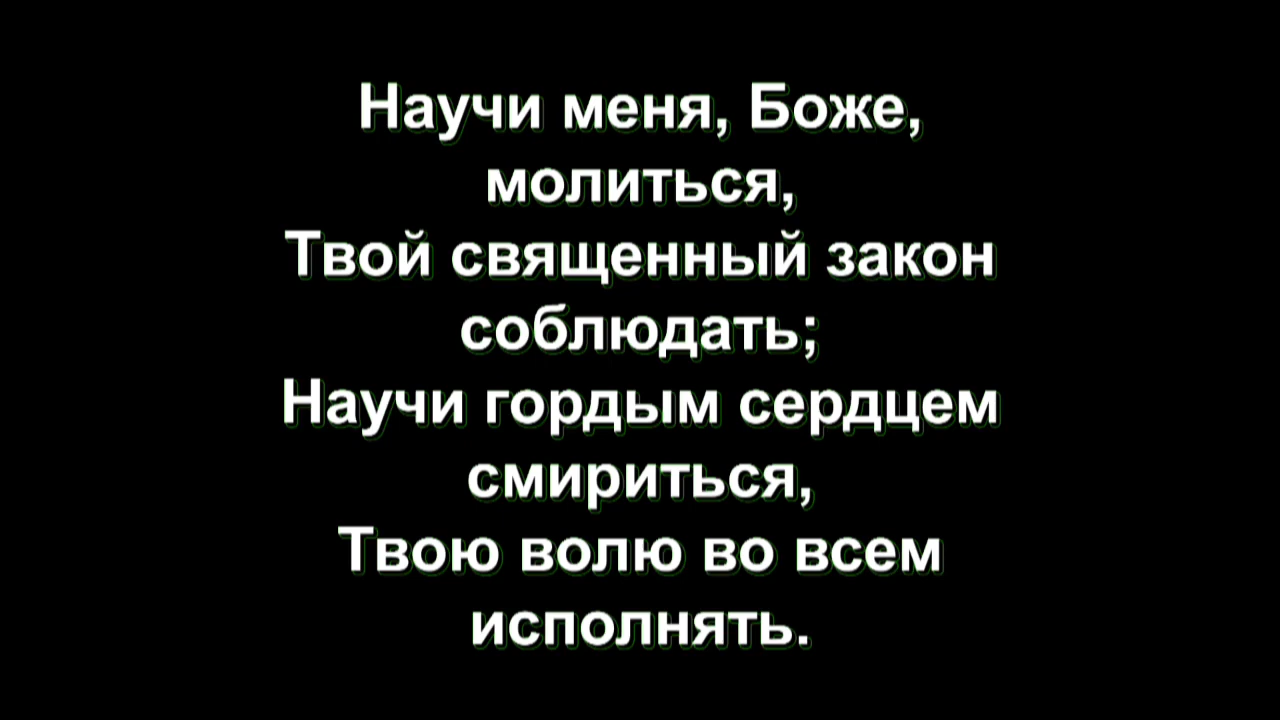 Научи меня, Боже,
молиться,
Твой священный закон
соблюдать;
Научи гордым сердцем
смириться,
Твою волю во всем
исполнять.